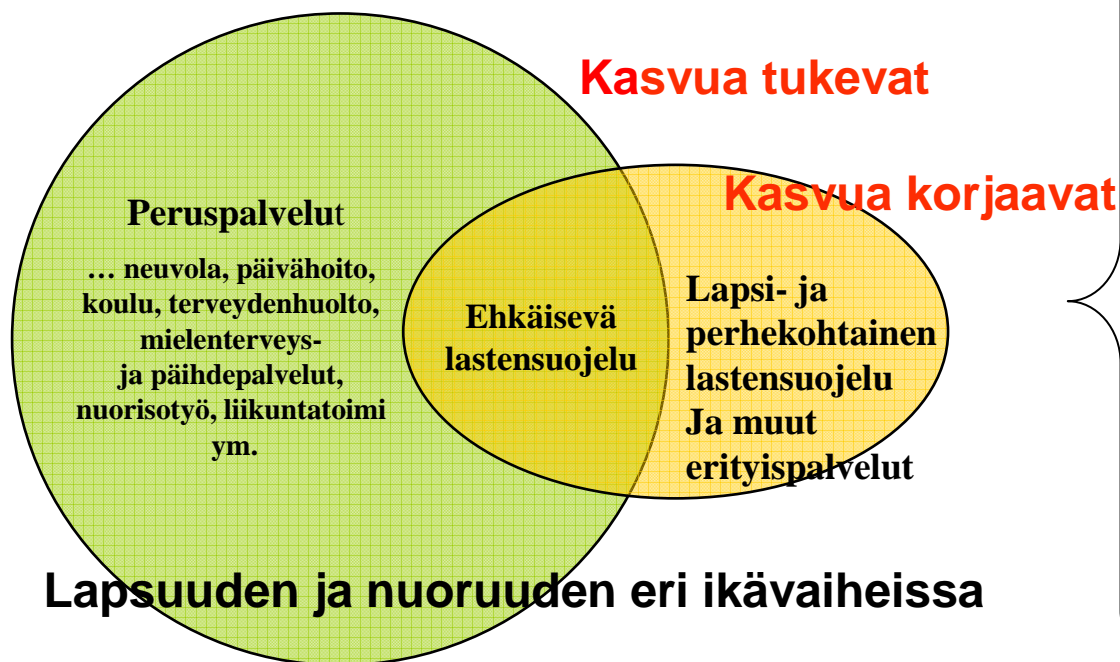 Kasvua tukevat
Kasvua korjaavat
Peruspalvelut
… neuvola, päivähoito,
koulu, terveydenhuolto,
mielenterveys-
ja päihdepalvelut,
nuorisotyö, liikuntatoimi
ym.
Ehkäisevä
lastensuojelu
Lapsi- ja
perhekohtainen
lastensuojelu
Ja muut
erityispalvelut
Lapsuuden ja nuoruuden eri ikävaiheissa